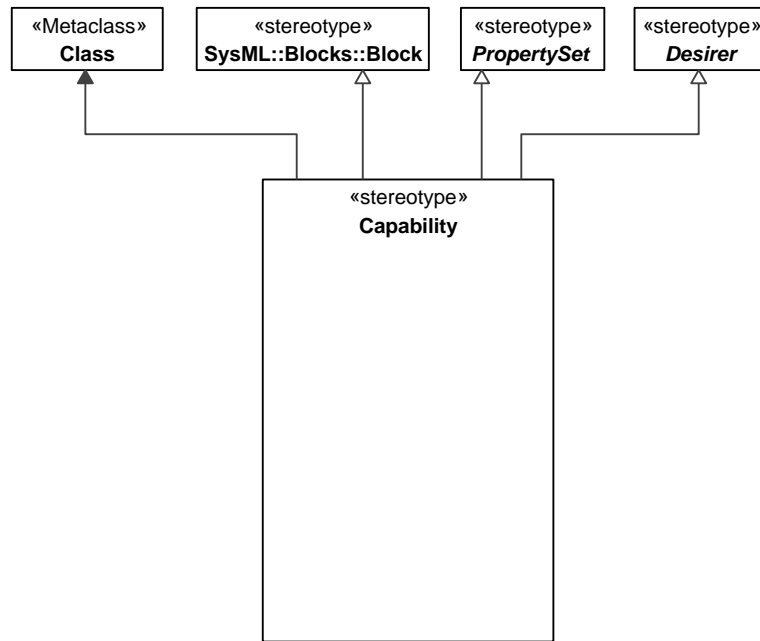 «Metaclass»
Class
«stereotype»
SysML::Blocks::Block
«stereotype»
PropertySet
«stereotype»
Desirer
«stereotype»
Capability